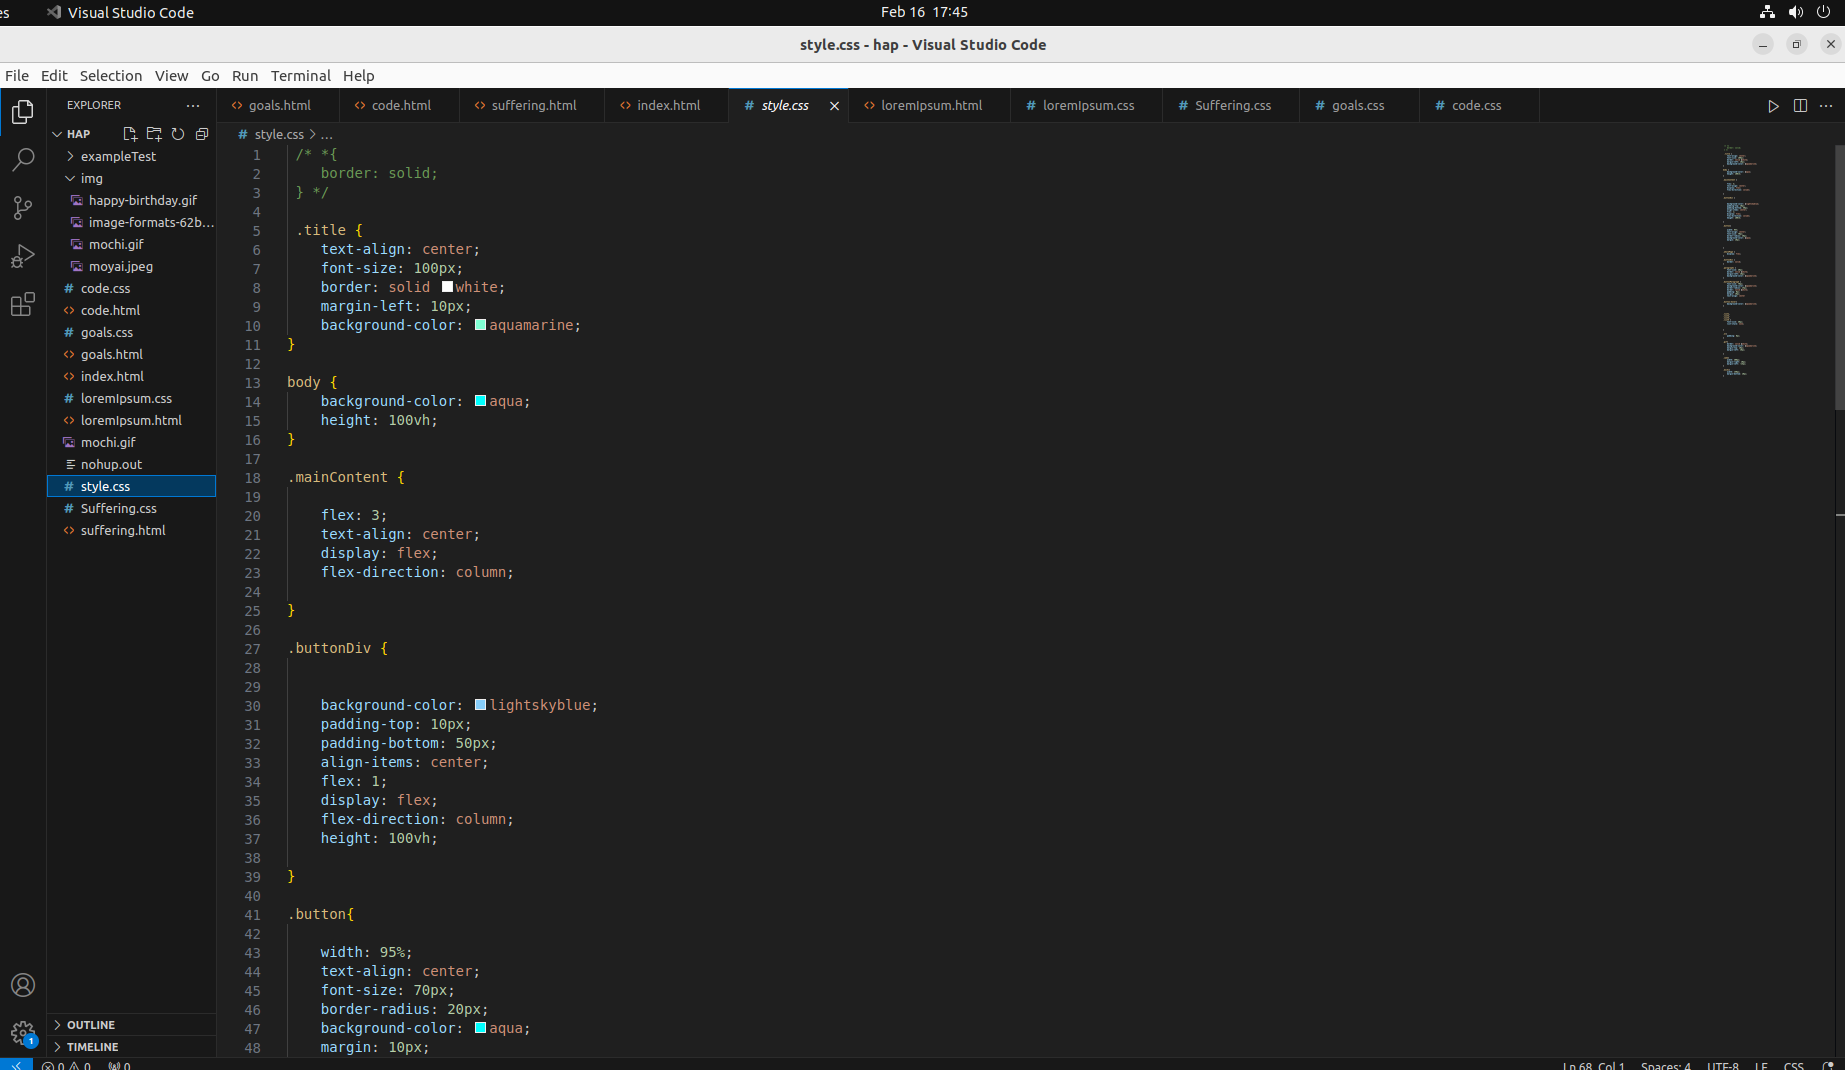 es Visual Studio Code Feb 16 17:45
style.css - hap - Visual Studio Code
File Edit Selection View Go Run Terminal Help
EXPLORER
goals.html code.html suffering.html index.html style.css loremIpsum.html loremIpsum.css Suffering.css goals.css code.css
HAP
exampleTest
img
happy-birthday.gif
image-formats-62b...
mochi.gif
moyai.jpeg
code.css
code.html
goals.css
goals.html
index.html
loremIpsum.css
loremIpsum.html
mochi.gif
nohup.out
style.css
Suffering.css
suffering.html
OUTLINE
TIMELINE
style.css > ...
1 /* *{
2 border: solid;
3 } */
4
5 .title {
6 text-align: center;
7 font-size: 100px;
8 border: solid white;
9 margin-left: 10px;
10 background-color: aquamarine;
11 }
12
13 body {
14 background-color: aqua;
15 height: 100vh;
16 }
17
18 .mainContent {
19
20 flex: 3;
21 text-align: center;
22 display: flex;
23 flex-direction: column;
24
25 }
26
27 .buttonDiv {
28
29
30 background-color: lightskyblue;
31 padding-top: 10px;
32 padding-bottom: 50px;
33 align-items: center;
34 flex: 1;
35 display: flex;
36 flex-direction: column;
37 height: 100vh;
38
39 }
40
41 .button{
42
43 width: 95%;
44 text-align: center;
45 font-size: 70px;
46 border-radius: 20px;
47 background-color: aqua;
48 margin: 10px;
1
0 0 0 Ln 68, Col 1 Spaces: 4 UTF-8 LF CSS